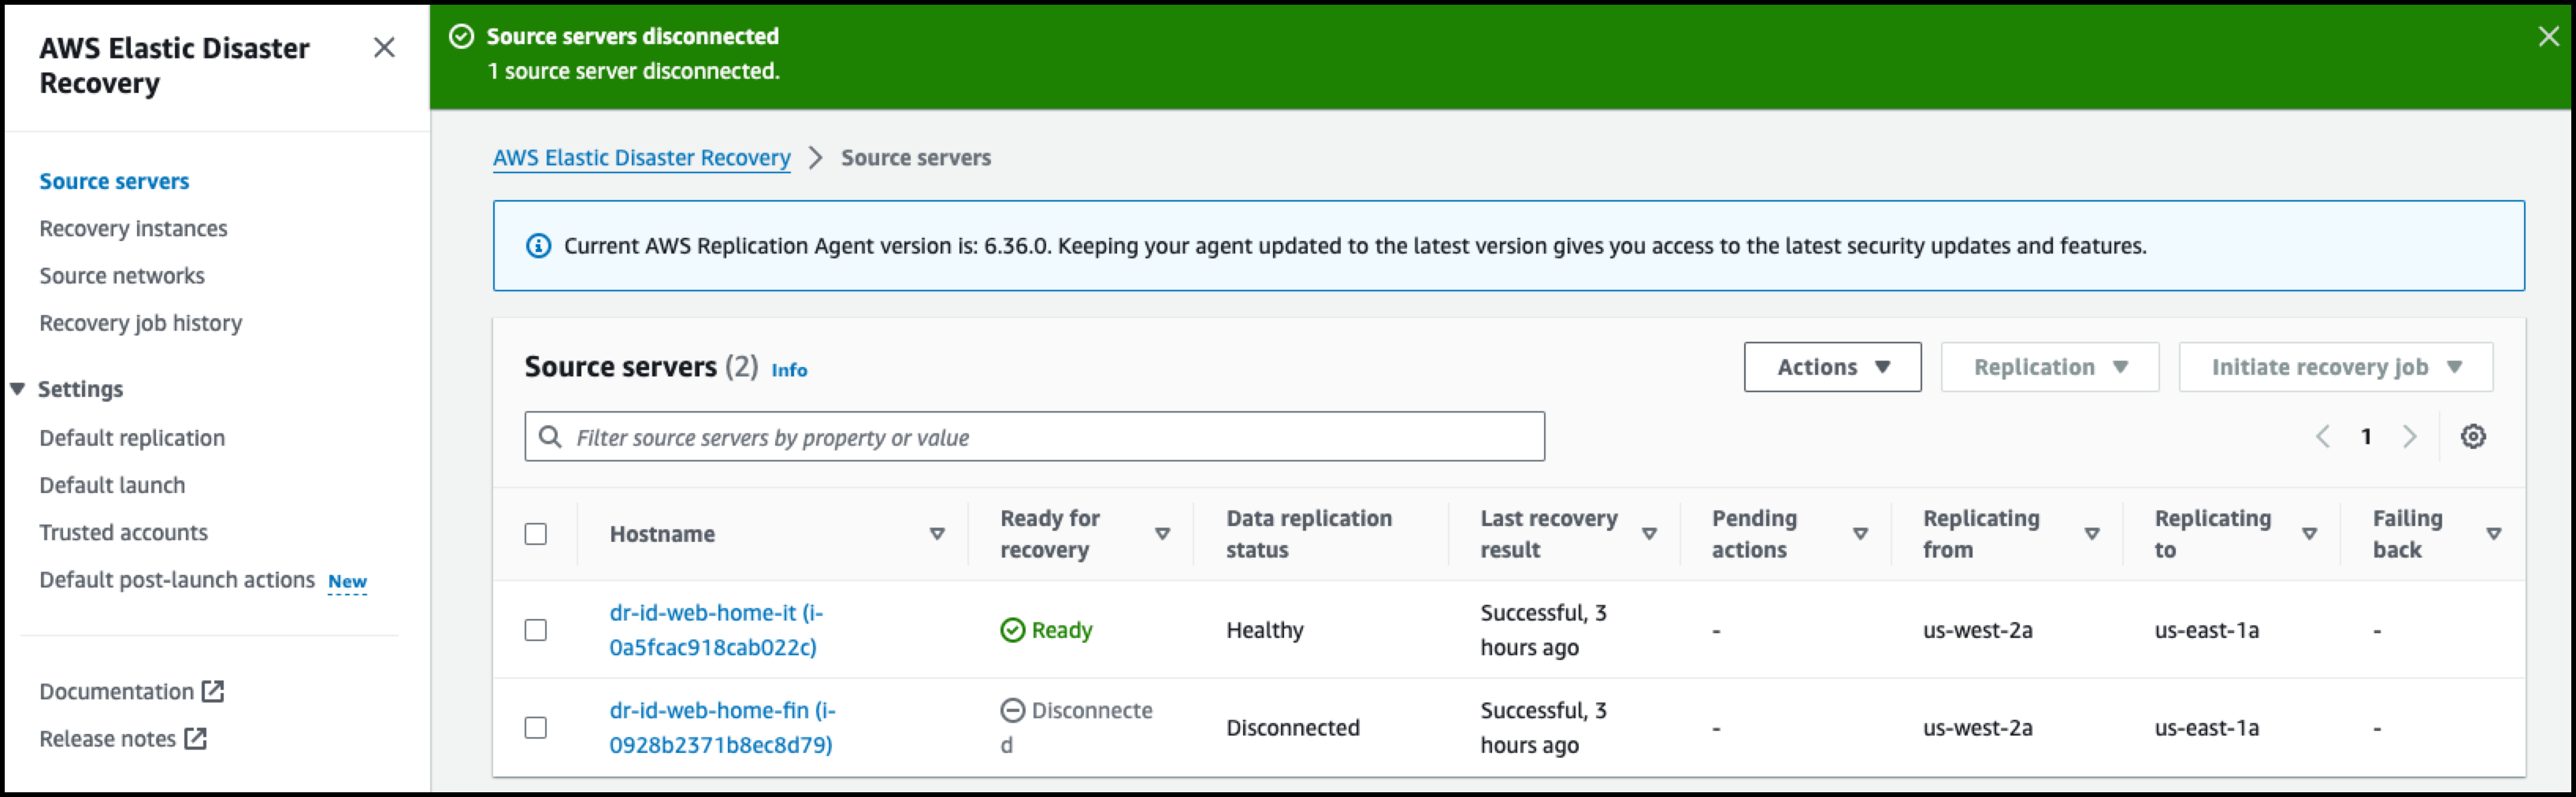 AWS Elastic Disaster
Recovery
Source servers
Recovery instances
Source networks
Recovery job history
Settings
Default replication
Default launch
Trusted accounts
Default post-launch actions New
Documentation
Release notes
Source servers disconnected
1 source server disconnected.
AWS Elastic Disaster Recovery > Source servers
Current AWS Replication Agent version is: 6.36.0. Keeping your agent updated to the latest version gives you access to the latest security updates and features.
Source servers (2) Info
Actions
Replication
Initiate recovery job
Filter source servers by property or value
1
Hostname
Ready for
recovery
Data replication
status
Last recovery
result
Pending
actions
Replicating
from
Replicating
to
Failing
back
dr-id-web-home-it (i-
0a5fcac918cab022c)
Ready
Healthy
Successful, 3
hours ago
-
us-west-2a
us-east-1a
-
dr-id-web-home-fin (i-
0928b2371b8ec8d79)
Disconnecte
d
Disconnected
Successful, 3
hours ago
-
us-west-2a
us-east-1a
-